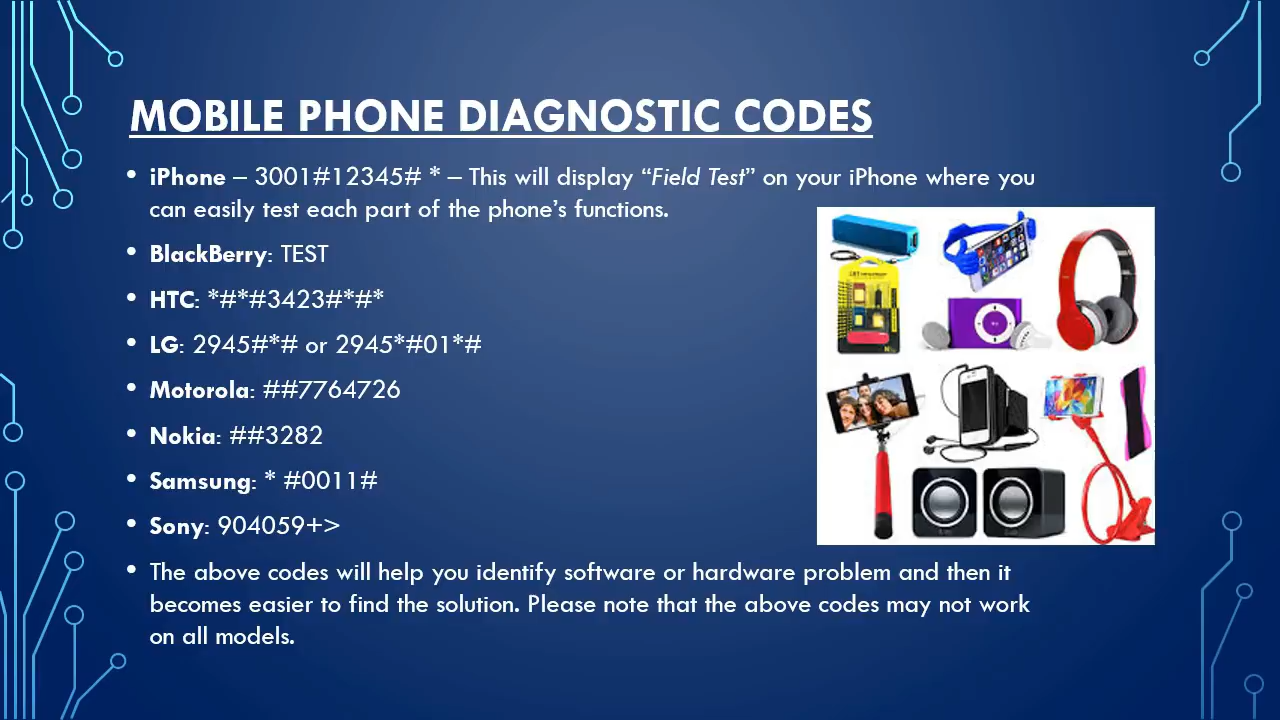 MOBILE PHONE DIAGNOSTIC CODES
• iPhone – 3001#12345# * – This will display “Field Test” on your iPhone where you
can easily test each part of the phone’s functions.
• BlackBerry: TEST
• HTC: *#*#3423#*#*
• LG: 2945#*# or 2945*#01*#
• Motorola: ##7764726
• Nokia: ##3282
• Samsung: * #0011#
• Sony: 904059+>
• The above codes will help you identify software or hardware problem and then it
becomes easier to find the solution. Please note that the above codes may not work
on all models.